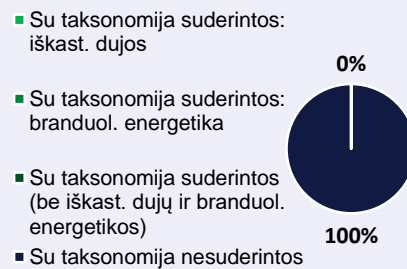 Su taksonomija suderintos:
iškast. dujos
Su taksonomija suderintos:
branduol. energetika
Su taksonomija suderintos
(be iškast. dujų ir branduol.
energetikos)
Su taksonomija nesuderintos
0%
100%